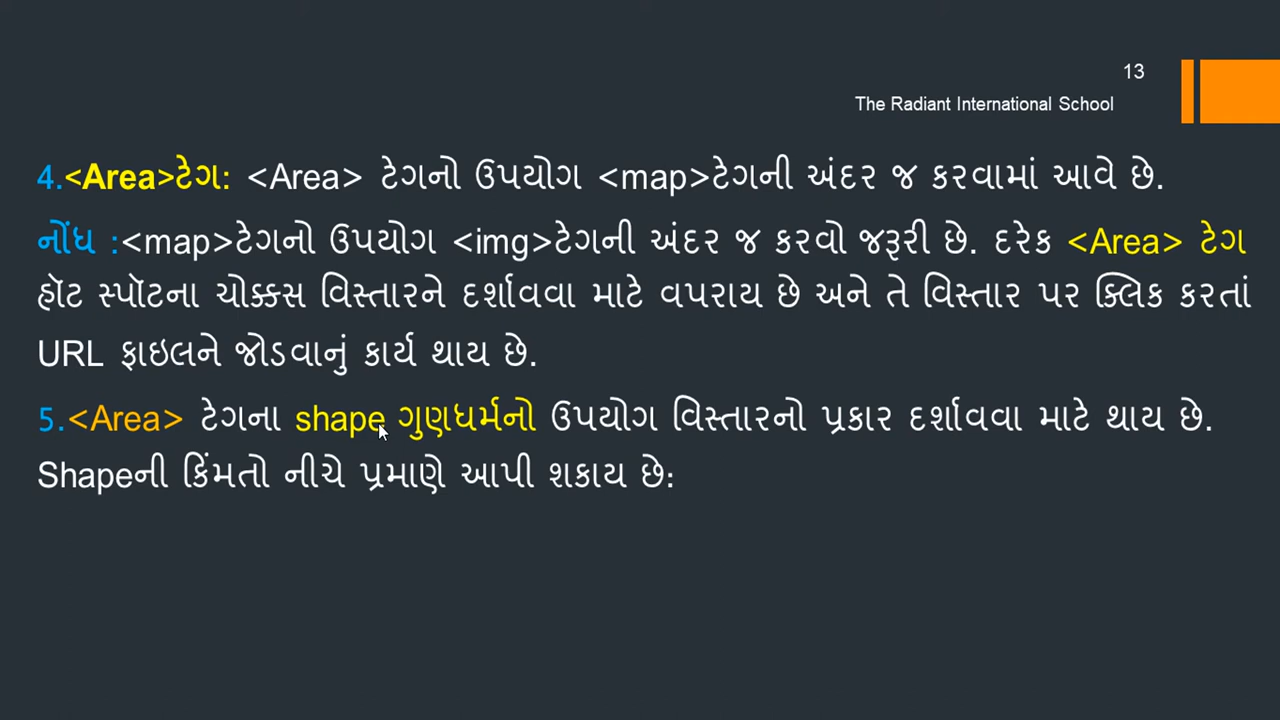 13
The Radiant International School
4.<Area>ટેગ: <Area> ટેગનો ઉપયોગ <map>ટેગની અંદર જ કરવામાં આવે છે.
નોંધ :<map>ટેગનો ઉપયોગ <img>ટેગની અંદર જ કરવો જરૂરી છે. દરેક <Area> ટેગ
હૉટ સ્પૉટના ચોક્કસ વિસ્તારને દર્શાવવા માટે વપરાય છે અને તે વિસ્તાર પર ક્લિક કરતાં
URL ફાઇલને જોડવાનું કાર્ય થાય છે.
5.<Area> ટેગના shape ગુણધર્મનો ઉપયોગ વિસ્તારનો પ્રકાર દર્શાવવા માટે થાય છે.
Shapeની કિંમતો નીચે પ્રમાણે આપી શકાય છે: